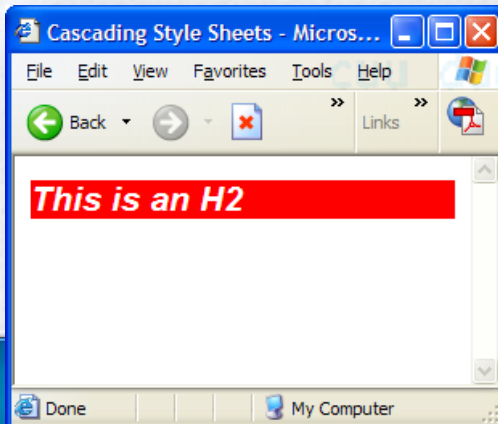 Cascading Style Sheets - Micros...
File Edit View Favorites Tools Help
Back » Links »
This is an H2
Done My Computer